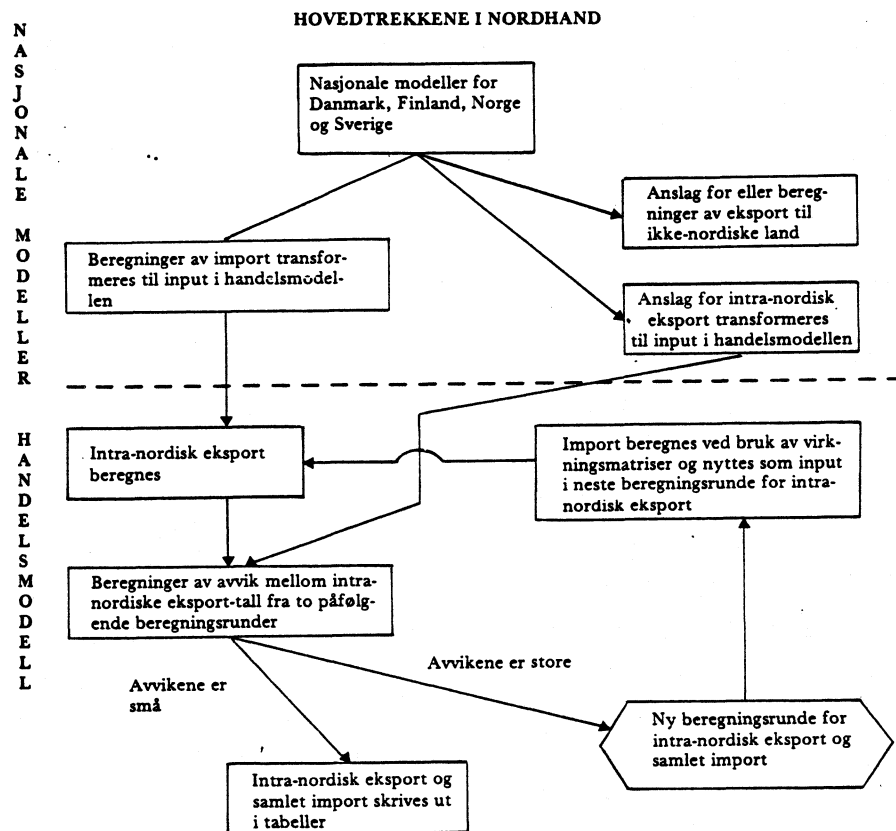 HOVEDTREKKENE I NORDHAND
NASJONALE MODELLER
Nasjonale modeller for
Danmark, Finland, Norge
og Sverige
Anslag for eller bereg-
ninger av eksport til
ikke-nordiske land
Beregninger av import transfor-
meres til input i handelsmodel-
len
Anslag for intra-nordisk
eksport transformeres
til input i handelsmodellen
HANDELSMODELL
Intra-nordisk eksport
beregnes
Import beregnes ved bruk av virk-
ningsmatriser og nyttes som input
i neste beregningsrunde for intra-
nordisk eksport
Beregninger av avvik mellom intra-
nordiske eksport-tall fra to påfølg-
ende beregningsrunder
Avvikene er store
Avvikene er
små
Ny beregningsrunde for
intra-nordisk eksport og
samlet import
Intra-nordisk eksport og
samlet import skrives ut
i tabeller